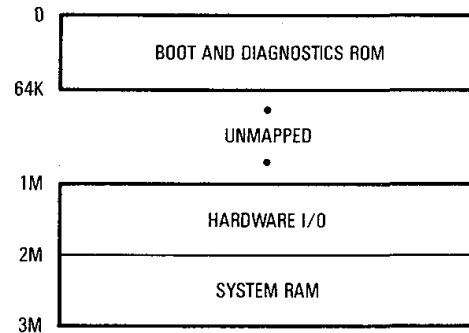 0
BOOT AND DIAGNOSTICS ROM
64K
UNMAPPED
1M
HARDWARE I/O
2M
SYSTEM RAM
3M